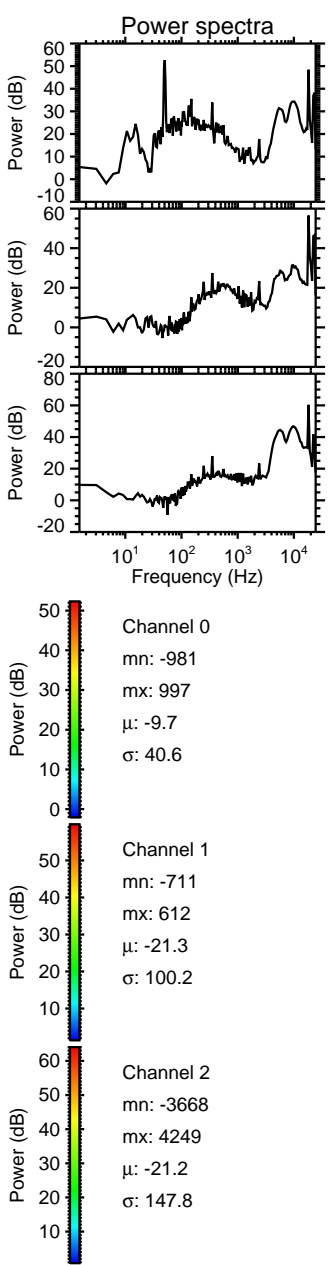 Power spectra
60
50
40
30
20
10
0
-10
Power (dB)
60
40
20
0
-20
Power (dB)
80
60
40
20
0
-20
Power (dB)
10¹ 10² 10³ 10⁴
Frequency (Hz)
50
40
30
20
10
0
Power (dB)
Channel 0
mn: -981
mx: 997
μ: -9.7
σ: 40.6
50
40
30
20
10
Power (dB)
Channel 1
mn: -711
mx: 612
μ: -21.3
σ: 100.2
60
50
40
30
20
10
Power (dB)
Channel 2
mn: -3668
mx: 4249
μ: -21.2
σ: 147.8